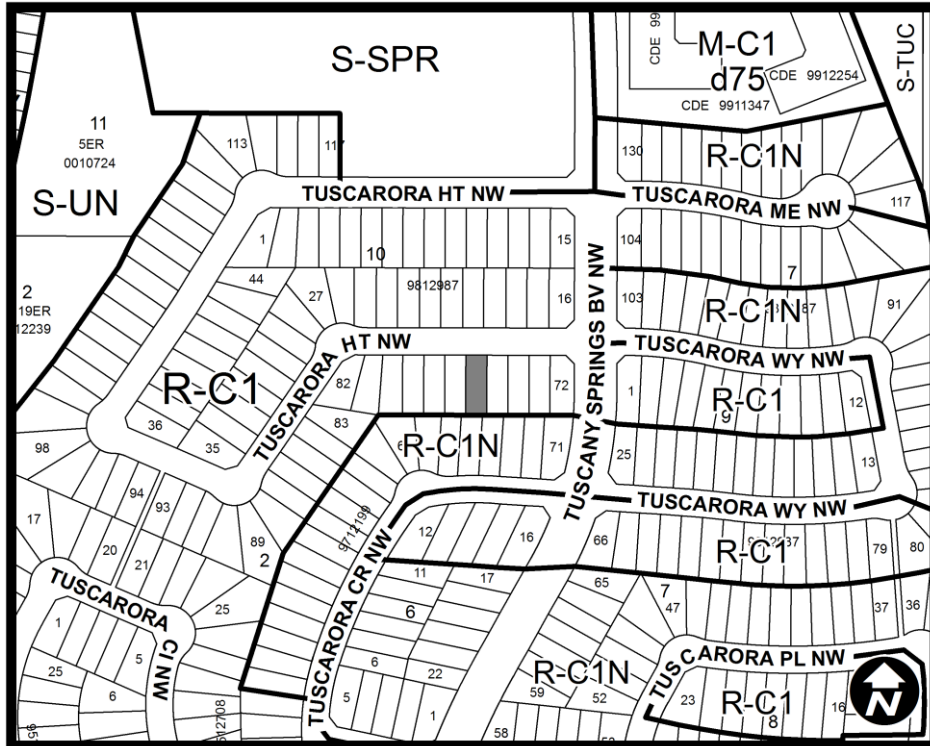 S-SPR
CDE 99
M-C1
d75
CDE 9912254
CDE 9911347
S-TUC
11
5ER
0010724
S-UN
113
130
R-C1N
TUSCARORA HT NW
TUSCARORA ME NW
117
1
10
15
104
7
44
27
9812987
16
103
R-C1N
91
2
19ER
12239
TUSCANY SPRINGS BV NW
TUSCARORA HT NW
TUSCARORA WY NW
R-C1
82
72
1
R-C1
9
12
36
35
83
R-C1N
71
25
13
98
94
93
TUSCARORA WY NW
17
20
21
89
2
9712199
12
16
66
R-C1
79
80
TUSCARORA CI NW
25
TUSCARORA CR NW
11
17
65
7
47
37
36
1
6
5
25
6
6
22
R-C1N
59
52
TUSCARORA PL NW
5
1
58
23
R-C1
8
16
N